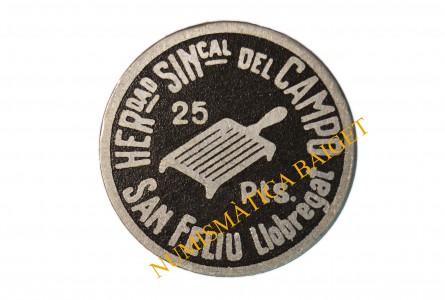 HERDAD SINCAL DEL CAMPO
25
Pts.
SAN FELIU Llobregat
NUMISMÀTICA BAIGET